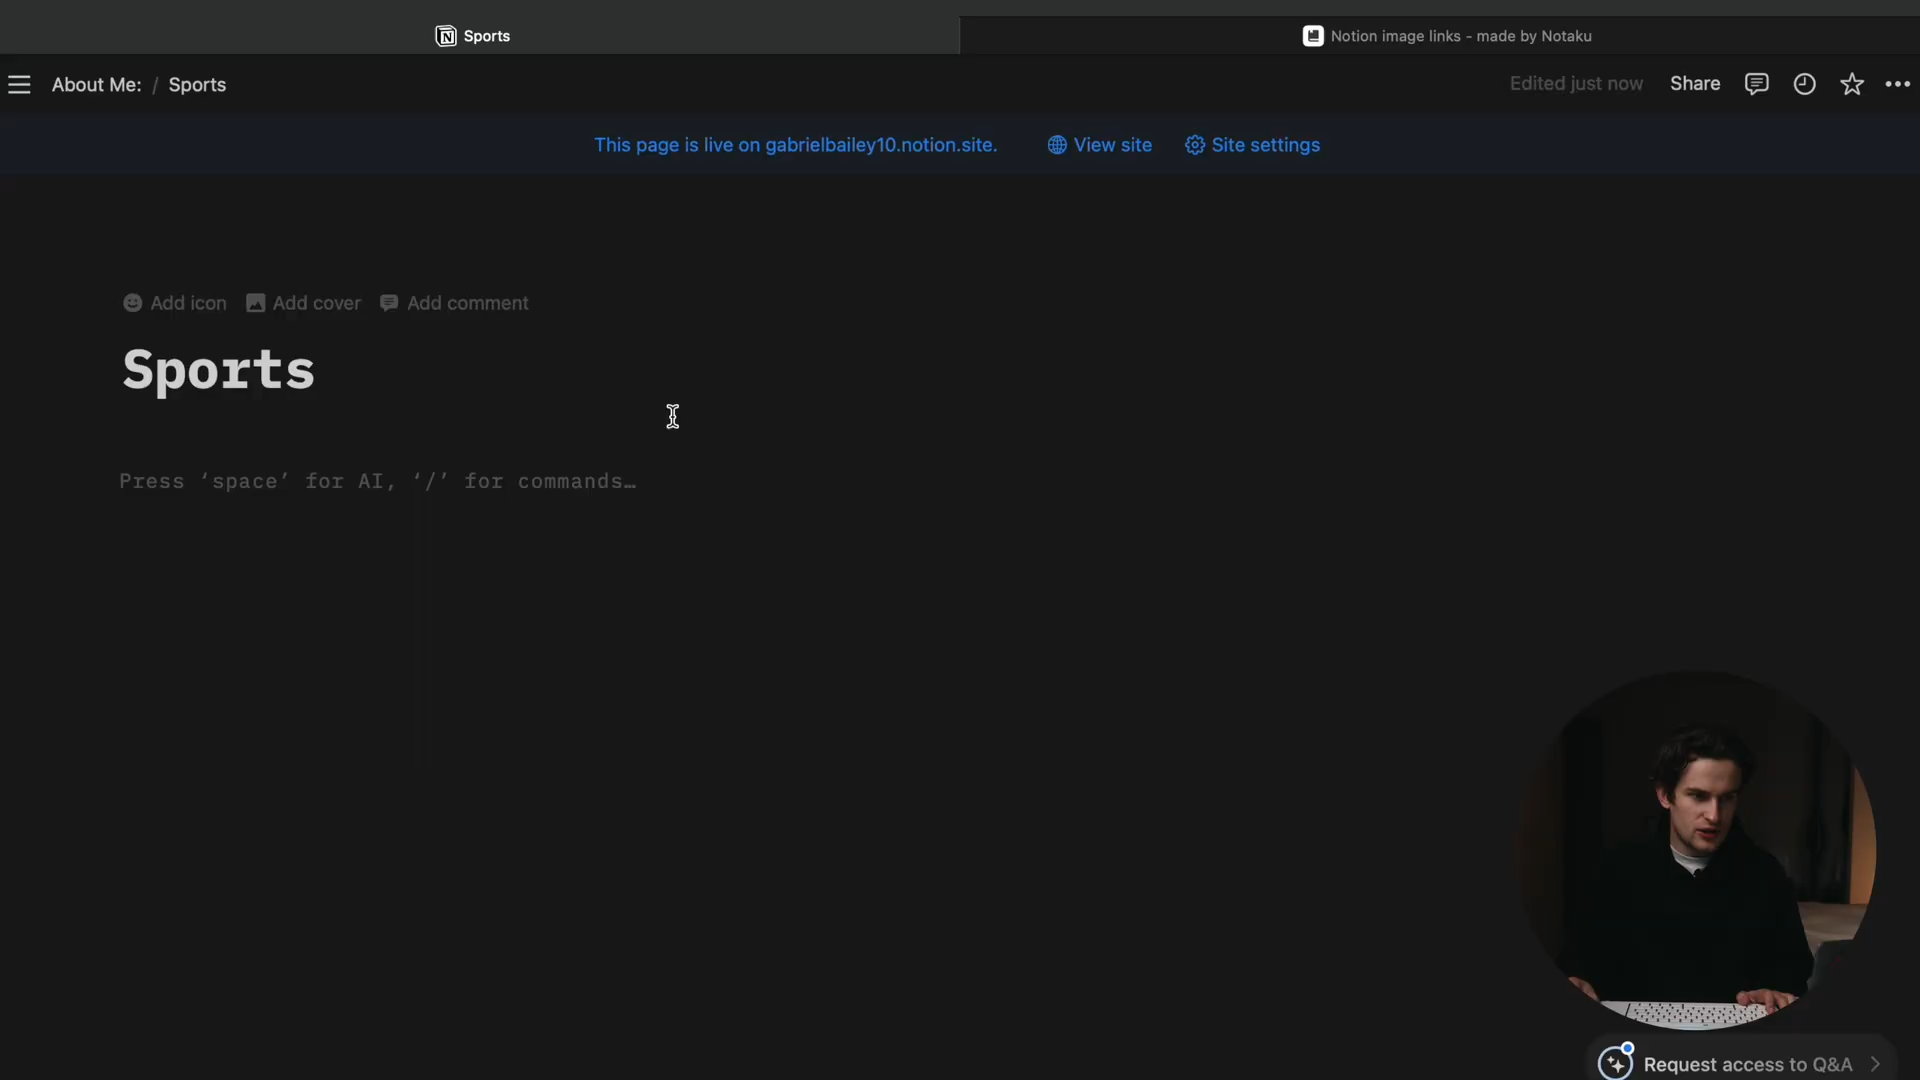 Sports
Notion image links - made by Notaku
About Me: / Sports
Edited just now
Share
This page is live on gabrielbailey10.notion.site.
View site
Site settings
Add icon
Add cover
Add comment
Sports
Press ‘space’ for AI, ‘/’ for commands…
Request access to Q&A